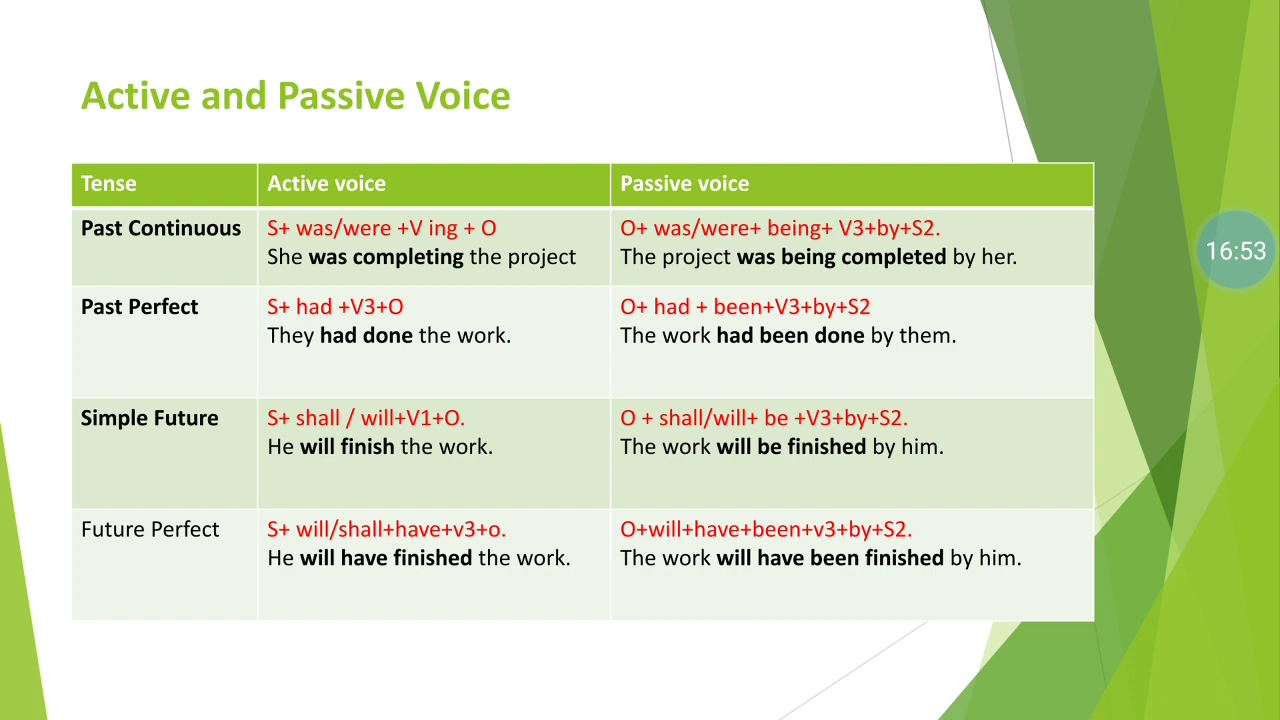 Active and Passive Voice
Tense
Active voice
Passive voice
Past Continuous
S+ was/were +V ing + O
She was completing the project
O+ was/were+ being+ V3+by+S2.
The project was being completed by her.
Past Perfect
S+ had +V3+O
They had done the work.
O+ had + been+V3+by+S2
The work had been done by them.
Simple Future
S+ shall / will+V1+O.
He will finish the work.
O + shall/will+ be +V3+by+S2.
The work will be finished by him.
Future Perfect
S+ will/shall+have+v3+o.
He will have finished the work.
O+will+have+been+v3+by+S2.
The work will have been finished by him.
16:53